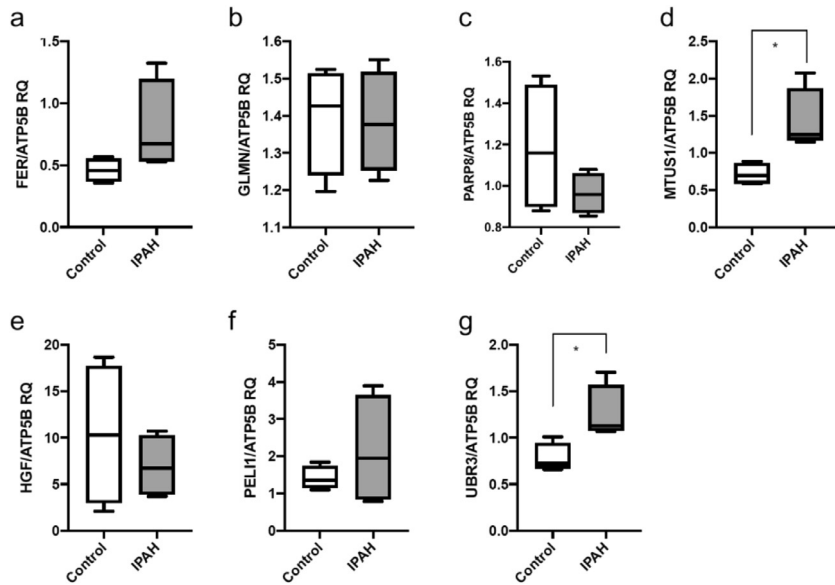 a
FER/ATP5B RQ
1.5
1.0
0.5
0.0
Control
IPAH
b
GLMN/ATP5B RQ
1.6
1.5
1.4
1.3
1.2
1.1
Control
IPAH
c
PARP8/ATP5B RQ
1.6
1.4
1.2
1.0
0.8
Control
IPAH
d
MTUS1/ATP5B RQ
2.5
2.0
1.5
1.0
0.5
0.0
*
Control
IPAH
e
HGF/ATP5B RQ
20
15
10
5
0
Control
IPAH
f
PELI1/ATP5B RQ
5
4
3
2
1
0
Control
IPAH
g
UBR3/ATP5B RQ
2.0
1.5
1.0
0.5
0.0
*
Control
IPAH